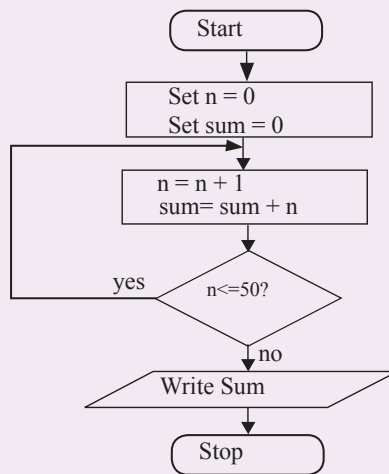 Start
Set n = 0
Set sum = 0
n = n + 1
sum= sum + n
yes
n<=50?
no
Write Sum
Stop